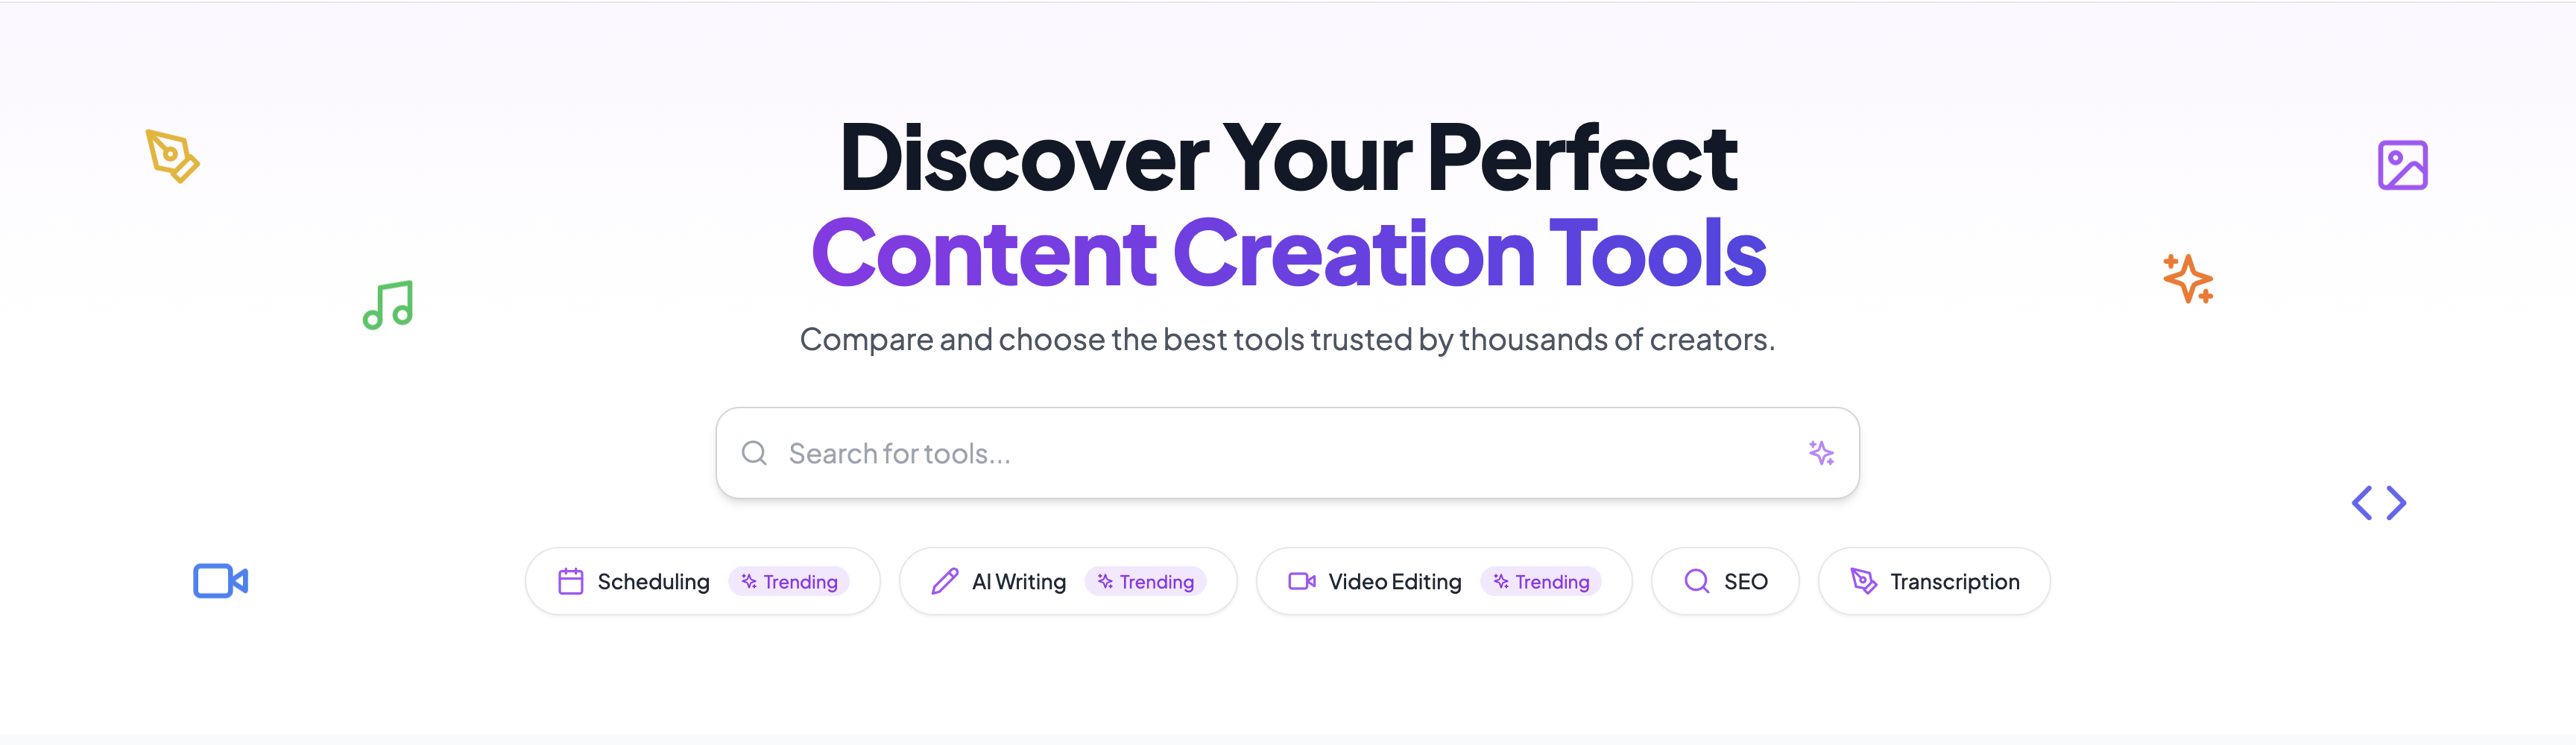 Discover Your Perfect
Content Creation Tools
Compare and choose the best tools trusted by thousands of creators.
Search for tools...
Scheduling Trending AI Writing Trending Video Editing Trending SEO Transcription